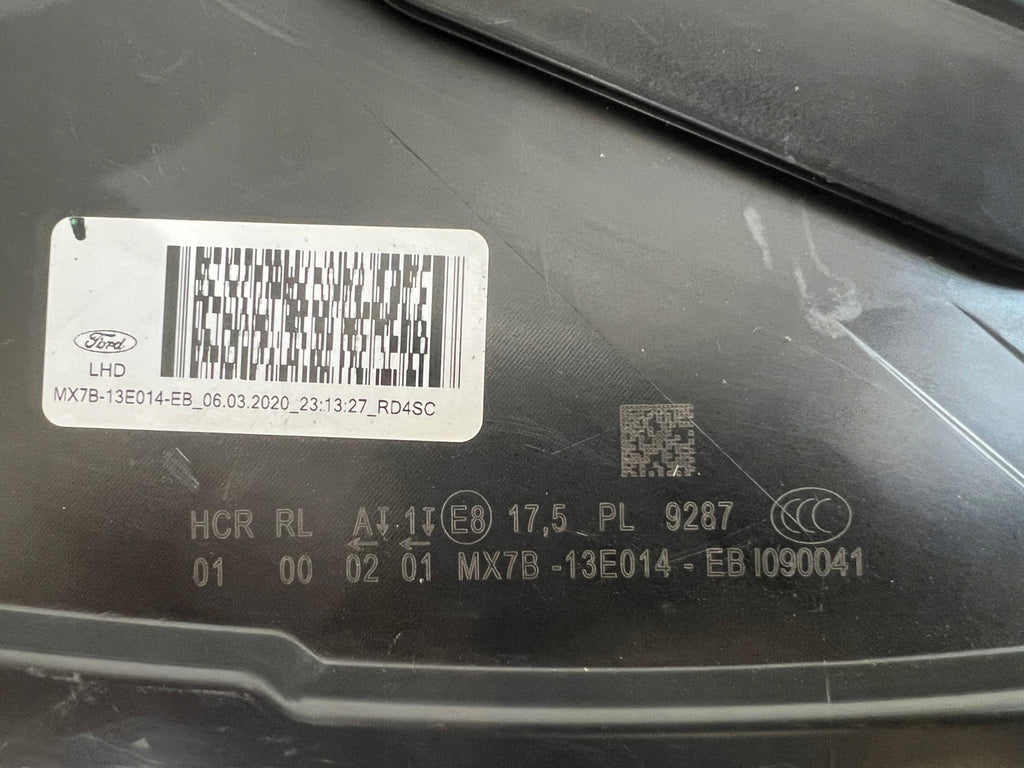 Ford
LHD
MX7B-13E014-EB_06.03.2020_23:13:27_RD4SC
HCR RL A↧ 1↧ E8 17,5 PL 9287 CCC
← ←
01 00 02 01 MX7B -13E014 - EB I090041